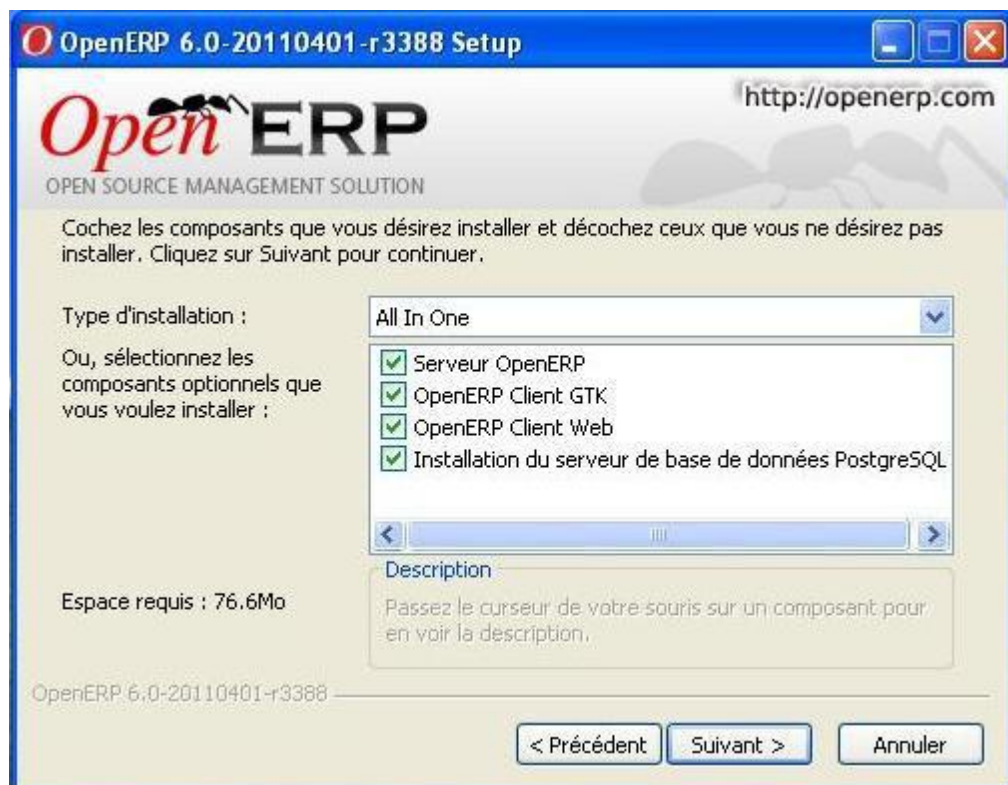 OpenERP 6.0-20110401-r3388 Setup
Open ERP
OPEN SOURCE MANAGEMENT SOLUTION
http://openerp.com
Cochez les composants que vous désirez installer et décochez ceux que vous ne désirez pas
installer. Cliquez sur Suivant pour continuer.
Type d'installation :
All In One
Ou, sélectionnez les
composants optionnels que
vous voulez installer :
Serveur OpenERP
OpenERP Client GTK
OpenERP Client Web
Installation du serveur de base de données PostgreSQL
Espace requis : 76.6Mo
Description
Passez le curseur de votre souris sur un composant pour
en voir la description.
OpenERP 6.0-20110401-r3388
< Précédent
Suivant >
Annuler